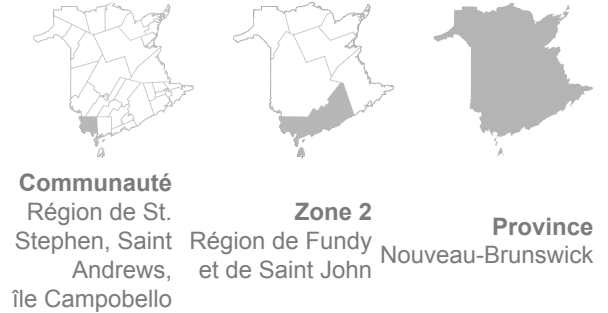 Communauté
Région de St.
Stephen, Saint
Andrews,
île Campobello
Zone 2
Région de Fundy
et de Saint John
Province
Nouveau-Brunswick